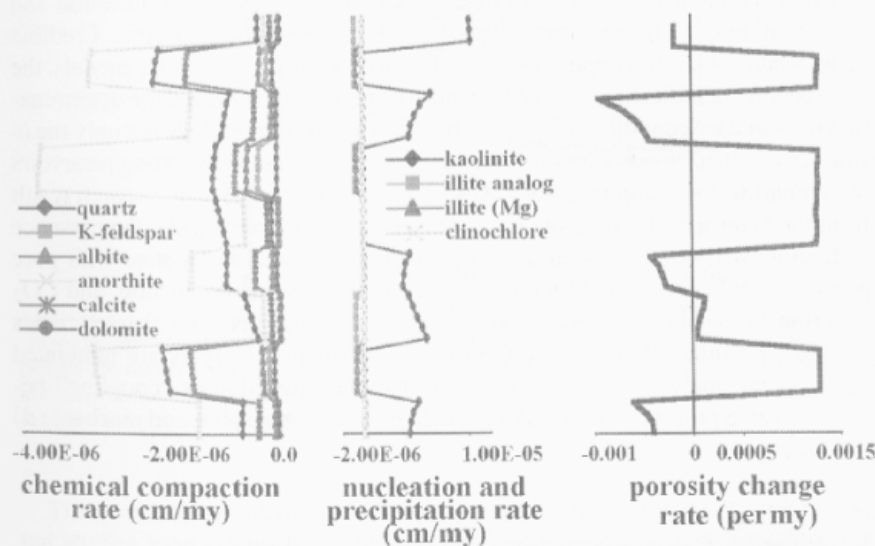 quartz
K-feldspar
albite
anorthite
calcite
dolomite
kaolinite
illite analog
illite (Mg)
clinochlore
-4.00E-06 -2.00E-06 0.0
chemical compaction
rate (cm/my)
-2.00E-06 1.00E-05
nucleation and
precipitation rate
(cm/my)
-0.001 0 0.0005 0.0015
porosity change
rate (per my)